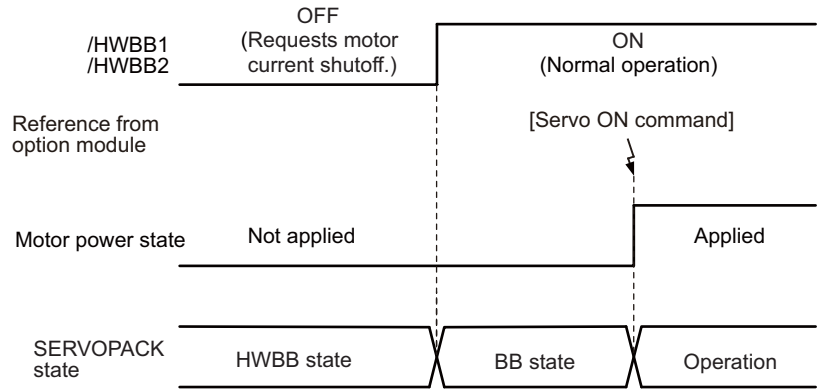 OFF
(Requests motor
current shutoff.)
/HWBB1
/HWBB2
ON
(Normal operation)
Reference from
option module
[Servo ON command]
Motor power state
Not applied
Applied
SERVOPACK
state
HWBB state
BB state
Operation